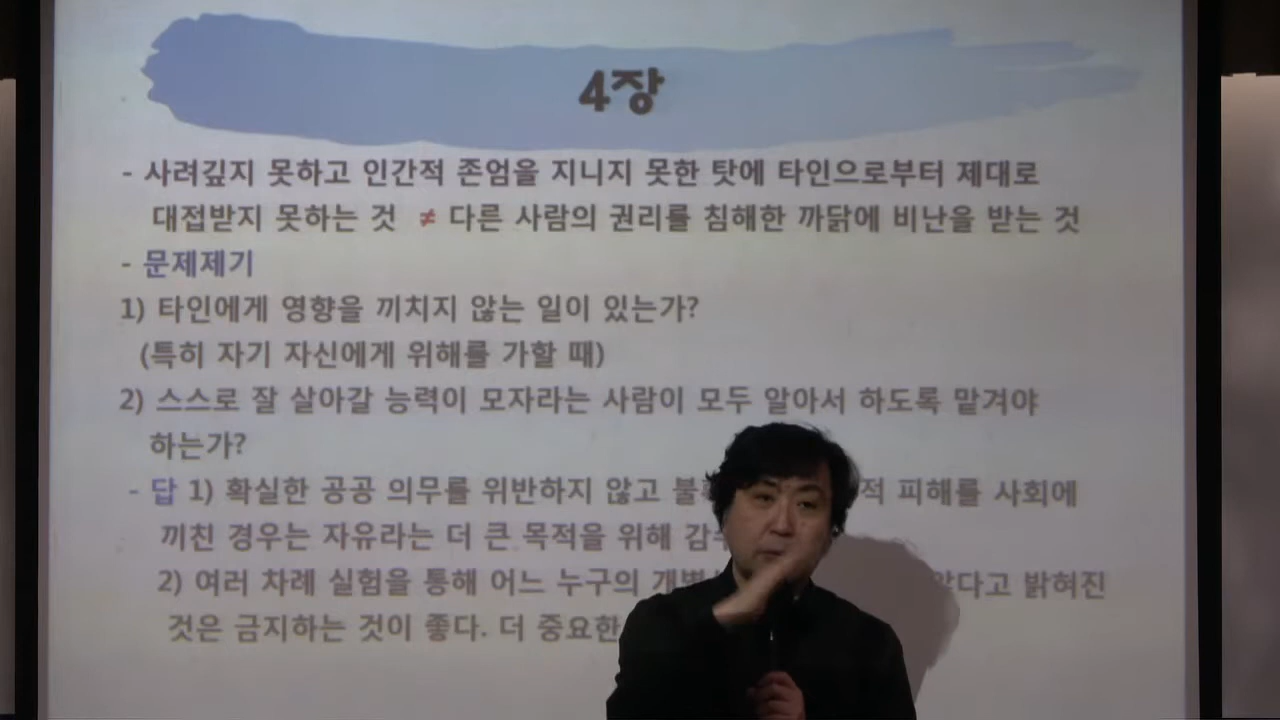 4장
- 사려깊지 못하고 인간적 존엄을 지니지 못한 탓에 타인으로부터 제대로
대접받지 못하는 것 ≠ 다른 사람의 권리를 침해한 까닭에 비난을 받는 것
- 문제제기
1) 타인에게 영향을 끼치지 않는 일이 있는가?
(특히 자기 자신에게 위해를 가할 때)
2) 스스로 잘 살아갈 능력이 모자라는 사람이 모두 알아서 하도록 맡겨야
하는가?
- 답 1) 확실한 공공 의무를 위반하지 않고 피해를 사회에
끼친 경우는 자유라는 더 큰 목적을 위해
2) 여러 차례 실험을 통해 어느 누구의 밝혀진
것은 금지하는 것이 좋다. 더 중요한